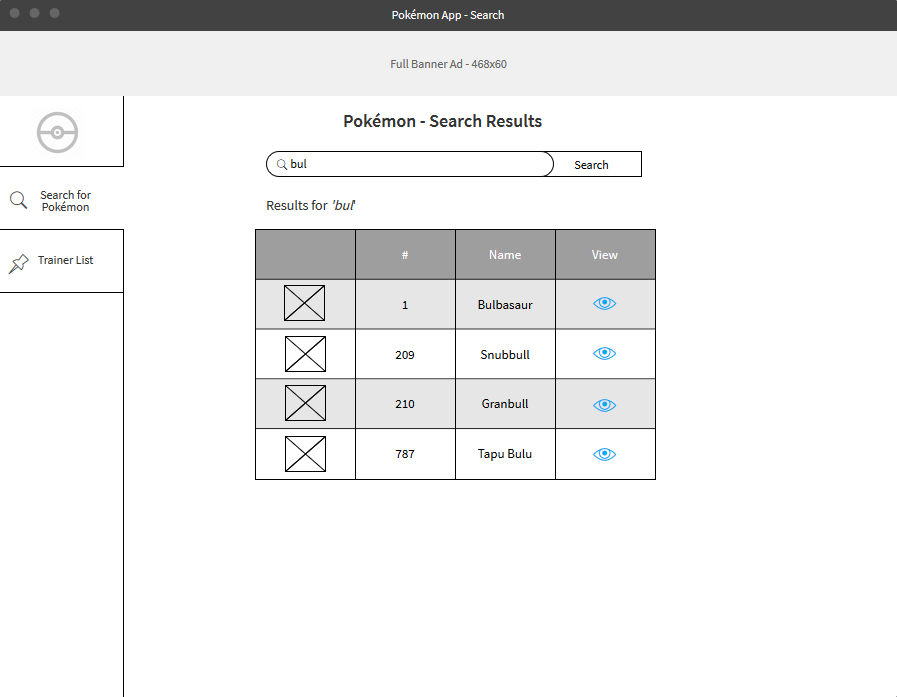 Pokémon App - Search
Full Banner Ad - 468x60
Pokémon - Search Results
bul
Search
Search for
Pokémon
Results for 'bul'
Trainer List
# Name View
1 Bulbasaur
209 Snubbull
210 Granbull
787 Tapu Bulu